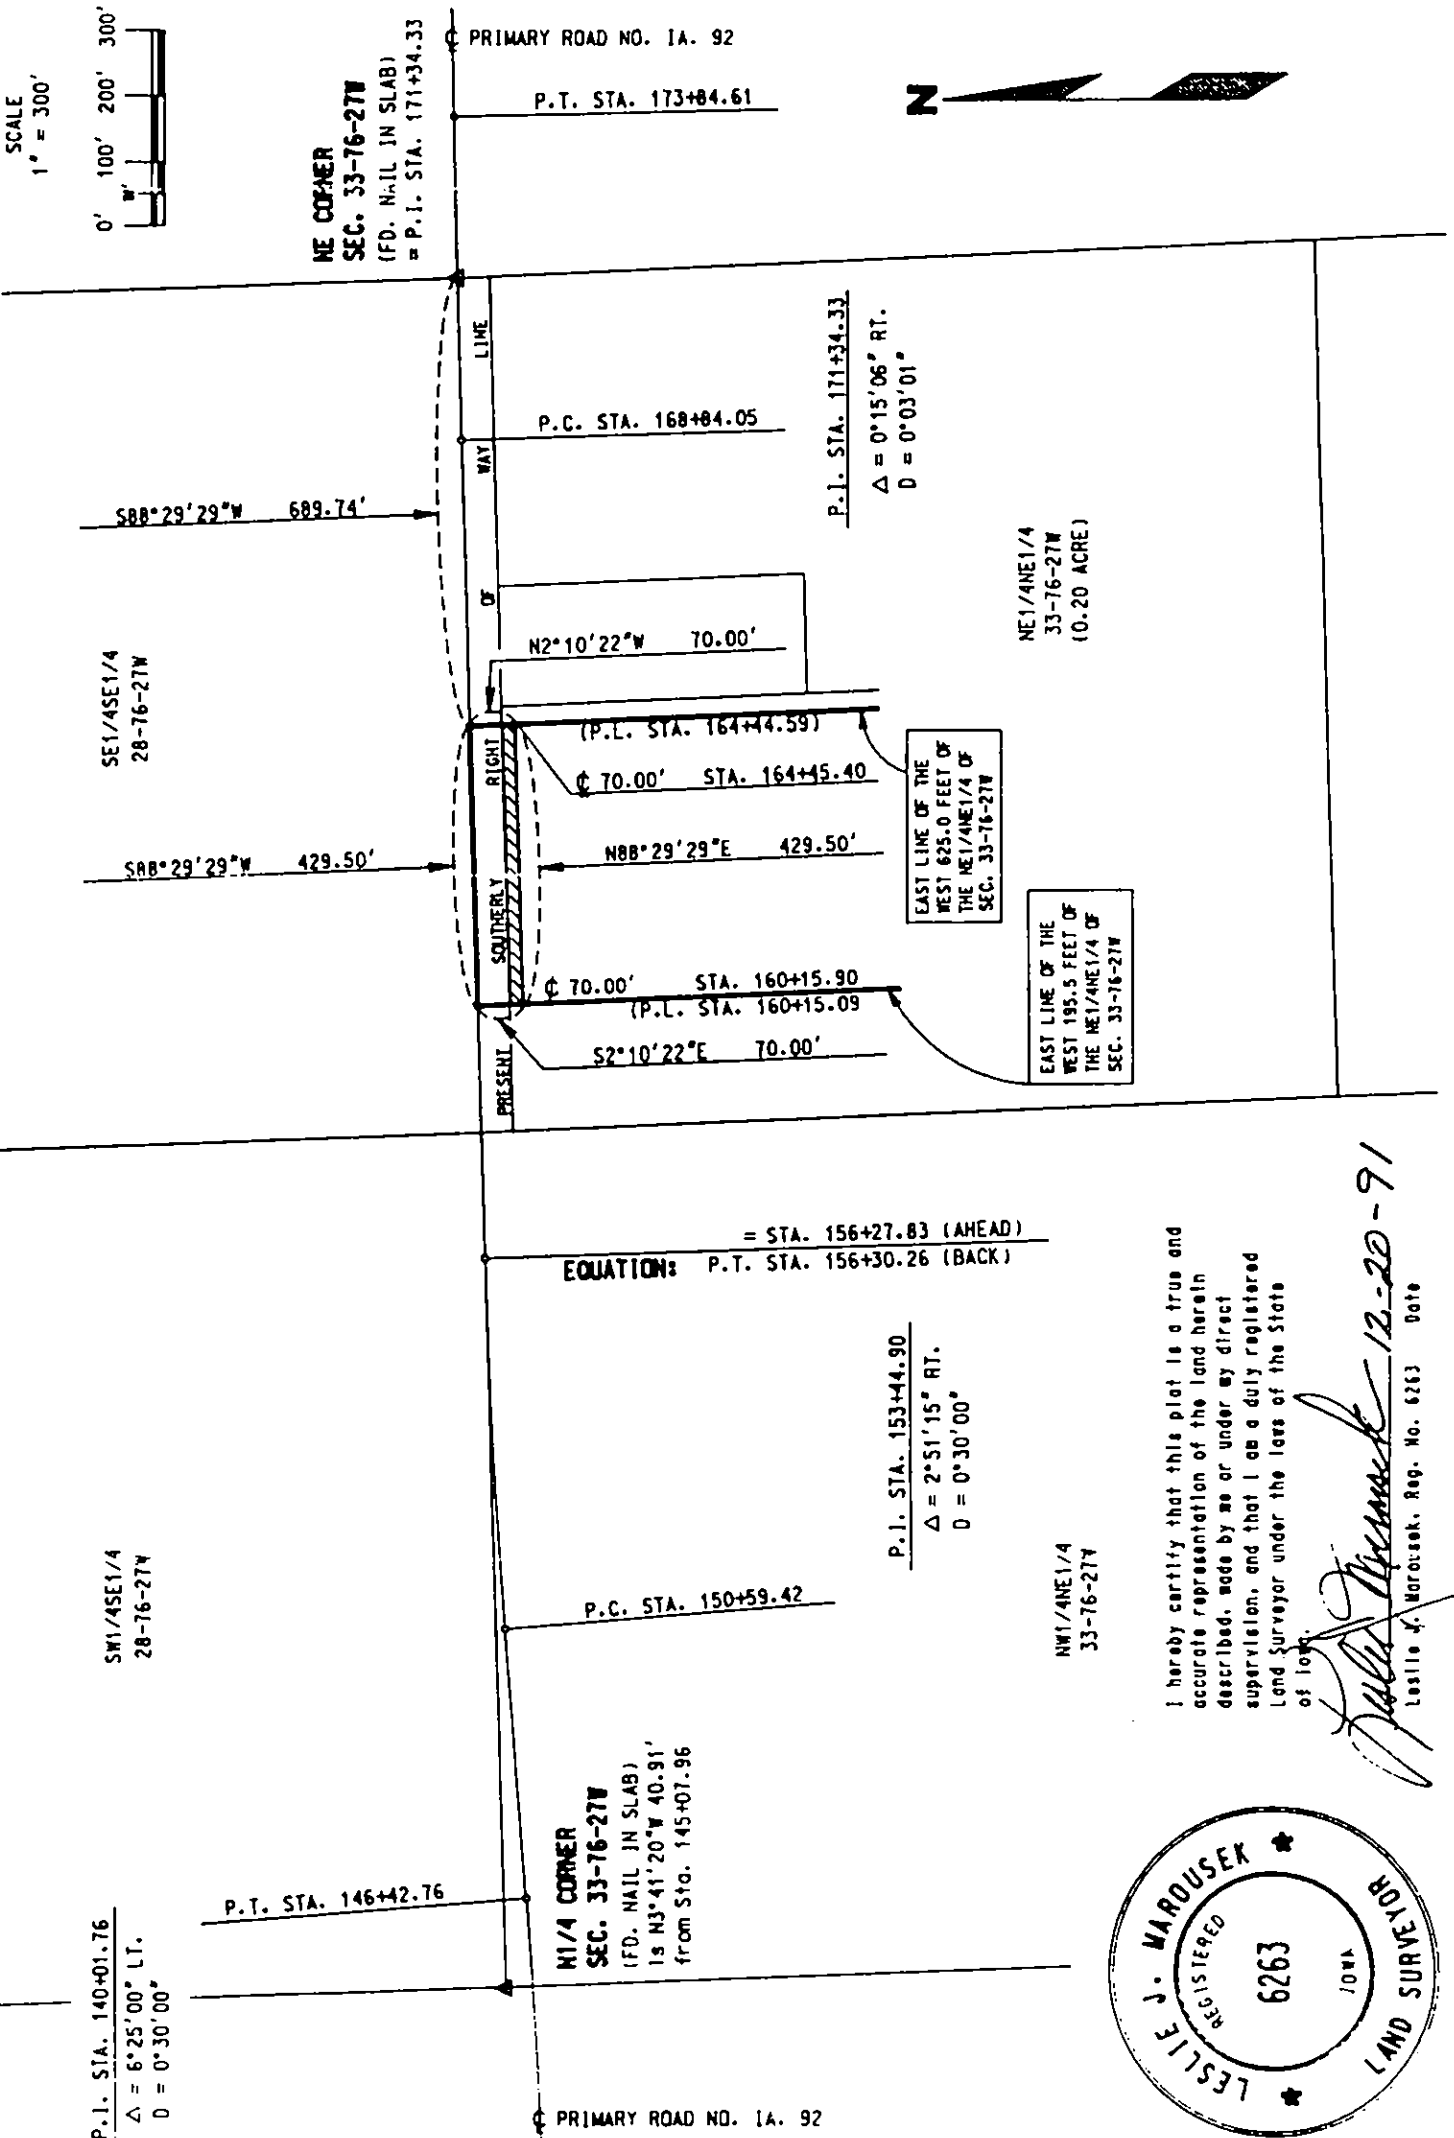 SCALE
1" = 300'
0' 100' 200' 300'
NE CORNER
SEC. 33-76-27W
(FD. NAIL IN SLAB)
= P.I. STA. 171+34.33
℄ PRIMARY ROAD NO. IA. 92
P.T. STA. 173+84.61
N
SE1/4SE1/4
28-76-27W
S88°29'29"W 689.74'
P.C. STA. 168+84.05
P.I. STA. 171+34.33
Δ = 0°15'06" RT.
D = 0°03'01"
PRESENT SOUTHERLY RIGHT OF WAY LINE
N2°10'22"W 70.00'
(P.L. STA. 164+44.59)
℄ 70.00' STA. 164+45.40
S88°29'29"W 429.50'
N88°29'29"E 429.50'
℄ 70.00' STA. 160+15.90
(P.L. STA. 160+15.09
S2°10'22"E 70.00'
EAST LINE OF THE
WEST 625.0 FEET OF
THE NE1/4NE1/4 OF
SEC. 33-76-27W
EAST LINE OF THE
WEST 195.5 FEET OF
THE NE1/4NE1/4 OF
SEC. 33-76-27W
NE1/4NE1/4
33-76-27W
(0.20 ACRE)
= STA. 156+27.83 (AHEAD)
EQUATION: P.T. STA. 156+30.26 (BACK)
SW1/4SE1/4
28-76-27W
P.C. STA. 150+59.42
P.I. STA. 153+44.90
Δ = 2°51'15" RT.
D = 0°30'00"
NW1/4NE1/4
33-76-27W
P.I. STA. 140+01.76
Δ = 6°25'00" LT.
D = 0°30'00"
P.T. STA. 146+42.76
N1/4 CORNER
SEC. 33-76-27W
(FD. NAIL IN SLAB)
Is N3°41'20"W 40.91'
from Sta. 145+07.96
℄ PRIMARY ROAD NO. IA. 92
I hereby certify that this plat is a true and
accurate representation of the land herein
described, made by me or under my direct
supervision, and that I am a duly registered
Land Surveyor under the laws of the State
of Iowa.
12-20-91
Leslie J. Marousek, Reg. No. 6263 Date
LESLIE J. MAROUSEK
REGISTERED
6263
IOWA
LAND SURVEYOR